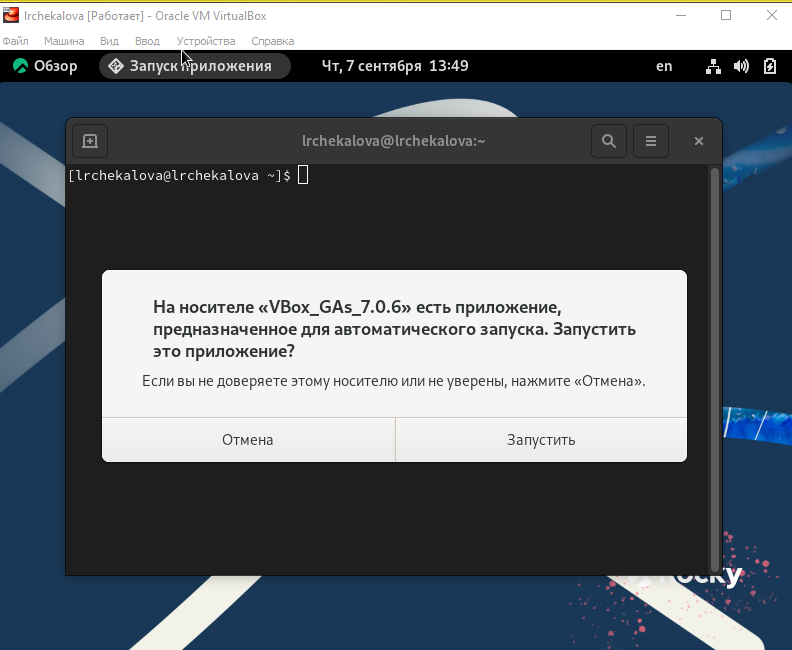 lrchekalova [Работает] - Oracle VM VirtualBox
Файл Машина Вид Ввод Устройства Справка
Обзор Запуск приложения Чт, 7 сентября 13:49 en
lrchekalova@lrchekalova:~
[lrchekalova@lrchekalova ~]$
На носителе «VBox_GAs_7.0.6» есть приложение,
предназначенное для автоматического запуска. Запустить
это приложение?
Если вы не доверяете этому носителю или не уверены, нажмите «Отмена».
Отмена Запустить